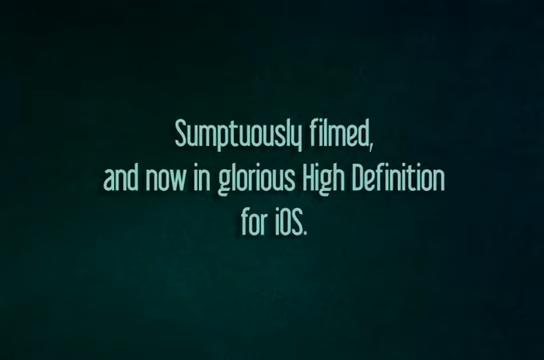 Sumptuously filmed,
and now in glorious High Definition
for iOS.